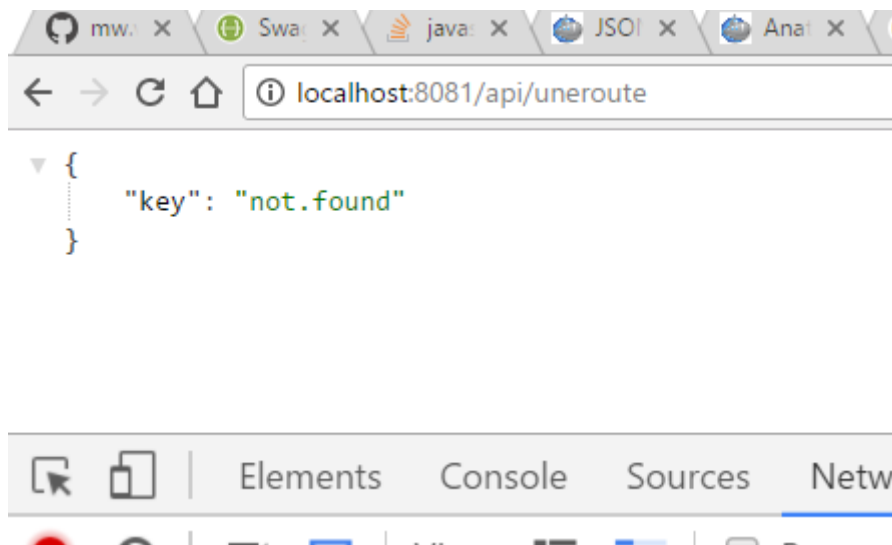 mw. Swa java: JSO Ana
localhost:8081/api/uneroute
{
"key": "not.found"
}
Elements Console Sources Netw